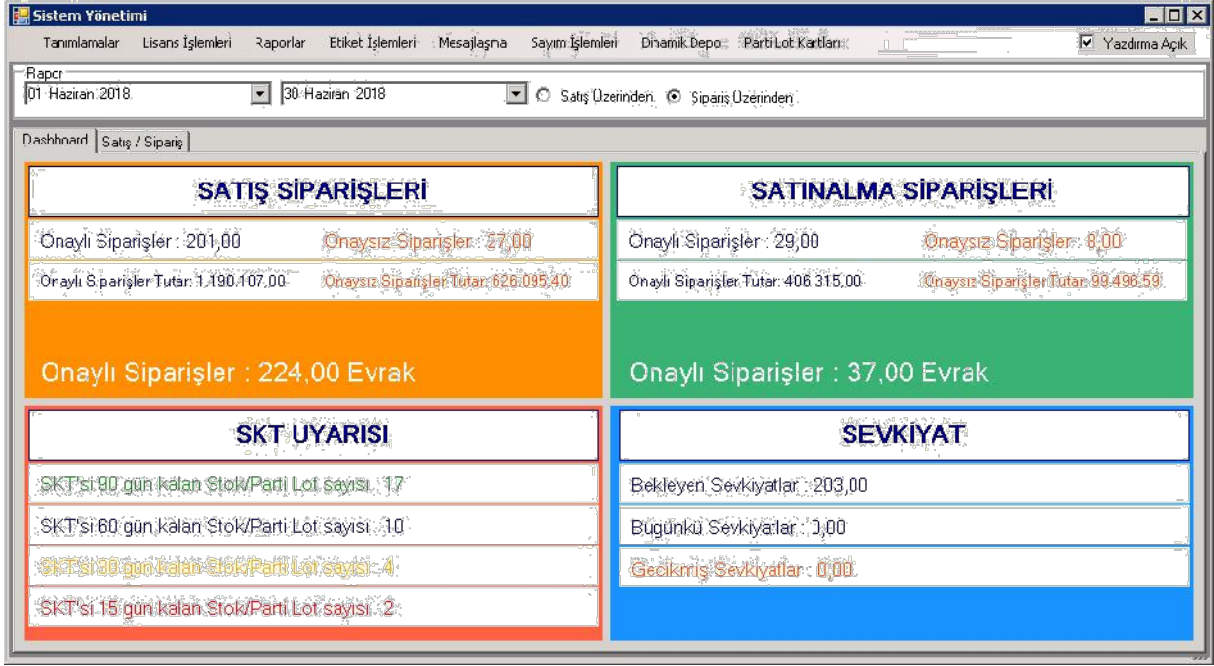 Sistem Yönetimi
Tanımlamalar Lisans İşlemleri Raporlar Etiket İşlemleri Mesajlaşma Sayım İşlemleri Dinamik Depo Parti Lot Kartları Yazdırma Açık
Rapor
01 Haziran 2018 30 Haziran 2018 Satış Üzerinden Sipariş Üzerinden
Dashboard Satış / Sipariş
SATIŞ SİPARİŞLERİ
Onaylı Siparişler : 201,00 Onaysız Siparişler : 27,00
Onaylı Siparişler Tutar: 1.190.107,00 Onaysız Siparişler Tutar: 626.095,40
Onaylı Siparişler : 224,00 Evrak
SATINALMA SİPARİŞLERİ
Onaylı Siparişler : 29,00 Onaysız Siparişler : 8,00
Onaylı Siparişler Tutar: 406.315,00 Onaysız Siparişler Tutar: 99.496,59
Onaylı Siparişler : 37,00 Evrak
SKT UYARISI
SKT'si 90 gün kalan Stok/Parti Lot sayısı : 17
SKT'si 60 gün kalan Stok/Parti Lot sayısı : 10
SKT'si 30 gün kalan Stok/Parti Lot sayısı : 4
SKT'si 15 gün kalan Stok/Parti Lot sayısı : 2
SEVKİYAT
Bekleyen Sevkiyatlar : 203,00
Bugünkü Sevkiyatlar : 0,00
Gecikmiş Sevkiyatlar : 0,00